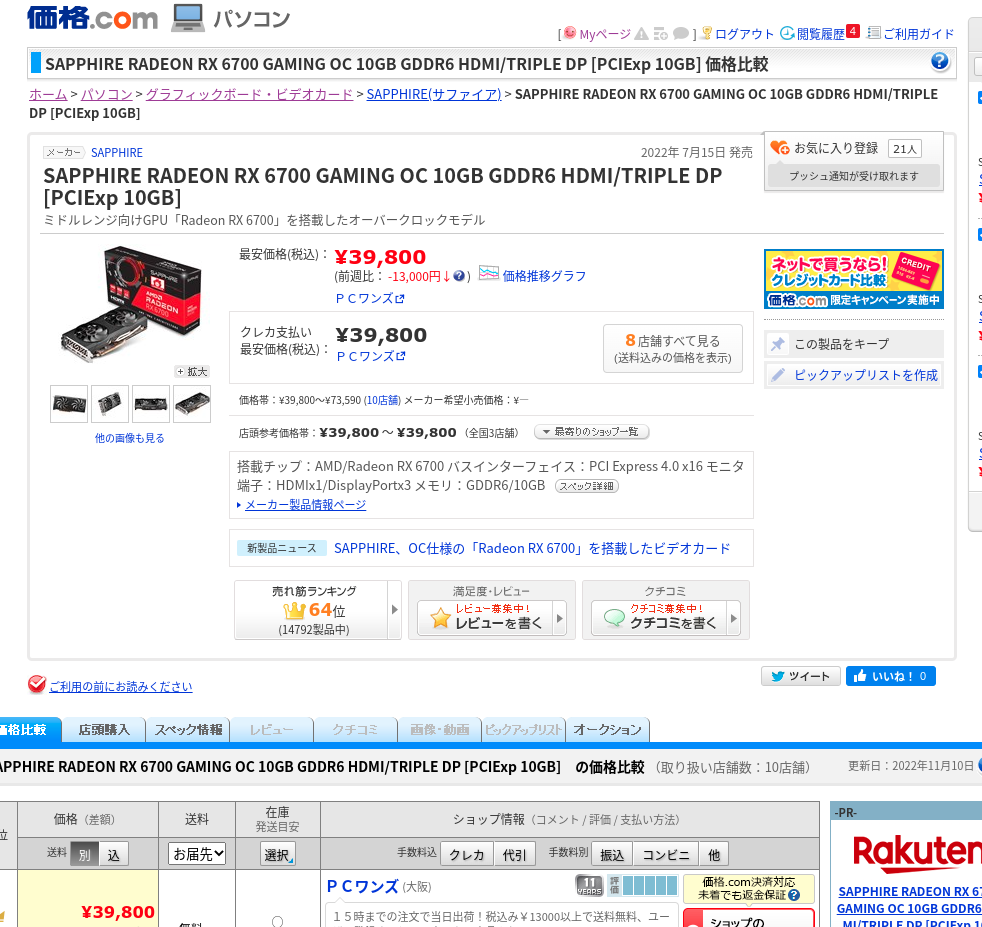 価格.com パソコン
[ Myページ ] ログアウト 閲覧履歴 4 ご利用ガイド
SAPPHIRE RADEON RX 6700 GAMING OC 10GB GDDR6 HDMI/TRIPLE DP [PCIExp 10GB] 価格比較
ホーム > パソコン > グラフィックボード・ビデオカード > SAPPHIRE(サファイア) > SAPPHIRE RADEON RX 6700 GAMING OC 10GB GDDR6 HDMI/TRIPLE
DP [PCIExp 10GB]
メーカー SAPPHIRE
2022年 7月15日 発売
お気に入り登録 21人
プッシュ通知が受け取れます
SAPPHIRE RADEON RX 6700 GAMING OC 10GB GDDR6 HDMI/TRIPLE DP
[PCIExp 10GB]
ミドルレンジ向けGPU「Radeon RX 6700」を搭載したオーバークロックモデル
最安価格(税込)： ¥39,800
(前週比： -13,000円↓ ) 価格推移グラフ
ＰＣワンズ
クレカ支払い
最安価格(税込)： ¥39,800
ＰＣワンズ
8店舗すべて見る
(送料込みの価格を表示)
拡大
他の画像も見る
価格帯：¥39,800～¥73,590 (10店舗) メーカー希望小売価格：¥―
店頭参考価格帯：¥39,800 ～ ¥39,800 （全国3店舗） 最寄りのショップ一覧
搭載チップ：AMD/Radeon RX 6700 バスインターフェイス：PCI Express 4.0 x16 モニタ
端子：HDMIx1/DisplayPortx3 メモリ：GDDR6/10GB スペック詳細
メーカー製品情報ページ
新製品ニュース SAPPHIRE、OC仕様の「Radeon RX 6700」を搭載したビデオカード
売れ筋ランキング
64位
(14792製品中)
満足度・レビュー
レビュー募集中！
レビューを書く
クチコミ
クチコミ募集中！
クチコミを書く
ネットで買うなら！
クレジットカード比較
CREDIT
価格.com 限定キャンペーン実施中
この製品をキープ
ピックアップリストを作成
ご利用の前にお読みください
ツイート いいね！ 0
価格比較 店頭購入 スペック情報 レビュー クチコミ 画像・動画 ピックアップリスト オークション
APPHIRE RADEON RX 6700 GAMING OC 10GB GDDR6 HDMI/TRIPLE DP [PCIExp 10GB] の価格比較 （取り扱い店舗数：10店舗）
更新日：2022年11月10日
位 価格（差額） 送料 在庫
発送目安
ショップ情報（コメント / 評価 / 支払い方法）
送料 別 込 お届先 選択 手数料込 クレカ 代引 手数料別 振込 コンビニ 他
¥39,800
無料
ＰＣワンズ (大阪)
11 YEARS
評価
価格.com決済対応
未着でも返金保証
１５時までの注文で当日出荷！税込み￥13000以上で送料無料、ユー
ショップの
-PR-
Rakuten
SAPPHIRE RADEON RX 67
GAMING OC 10GB GDDR6
MI/TRIPLE DP [PCIExp 10